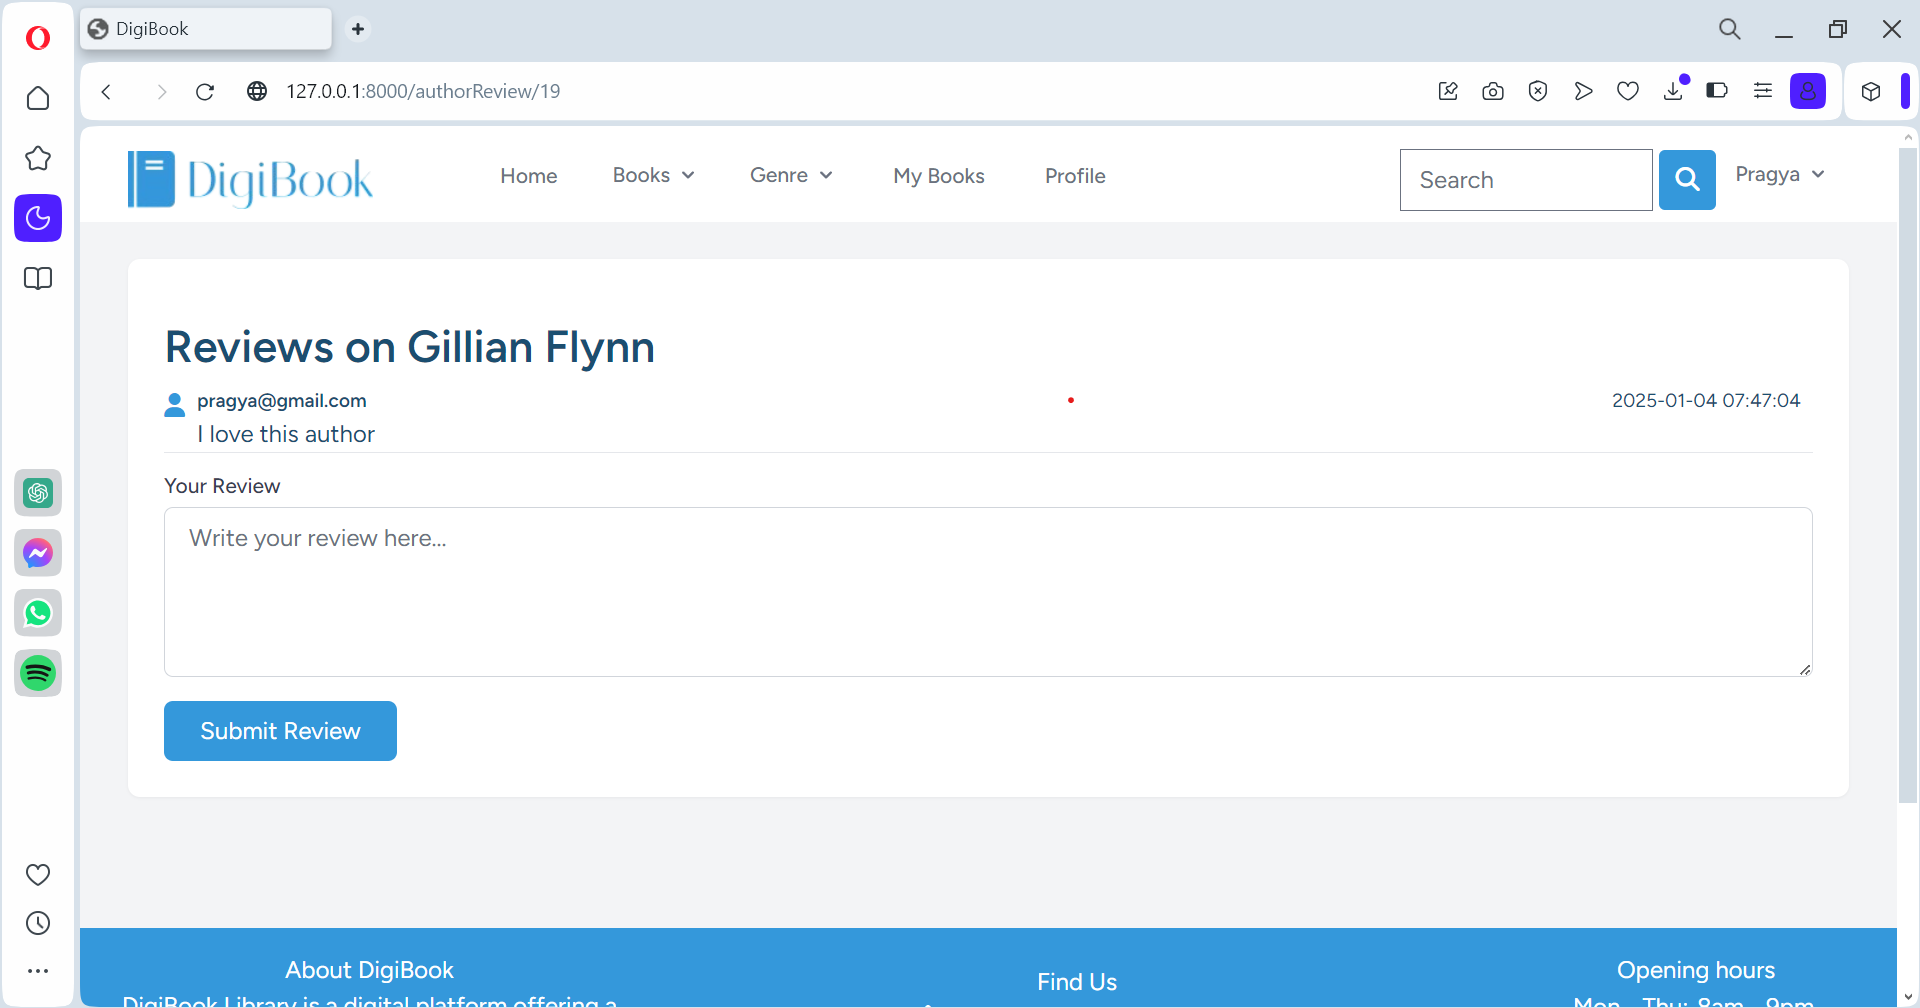 DigiBook
127.0.0.1:8000/authorReview/19
DigiBook
Home
Books
Genre
My Books
Profile
Search
Pragya
Reviews on Gillian Flynn
pragya@gmail.com
2025-01-04 07:47:04
I love this author
Your Review
Write your review here...
Submit Review
About DigiBook
Find Us
Opening hours
DigiBook Library is a digital platform offering a
Mon - Thu: 8am - 9pm